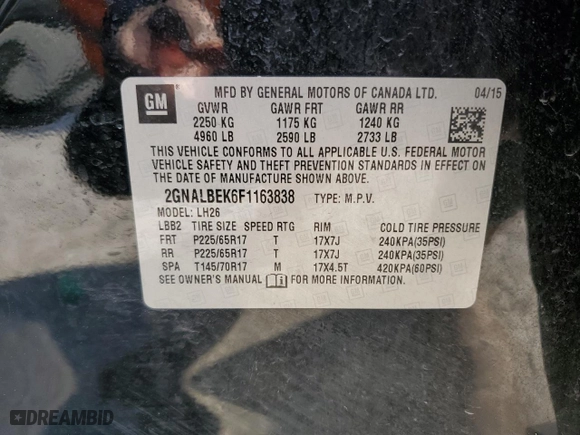 GM
MFD BY GENERAL MOTORS OF CANADA LTD. 04/15
GVWR GAWR FRT GAWR RR
2250 KG 1175 KG 1240 KG
4960 LB 2590 LB 2733 LB
THIS VEHICLE CONFORMS TO ALL APPLICABLE U.S. FEDERAL MOTOR
VEHICLE SAFETY AND THEFT PREVENTION STANDARDS IN EFFECT ON
THE DATE OF MANUFACTURE SHOWN ABOVE.
2GNALBEK6F1163838 TYPE: M.P.V.
MODEL: LH26
LBB2 TIRE SIZE SPEED RTG RIM COLD TIRE PRESSURE
FRT P225/65R17 T 17X7J 240KPA(35PSI)
RR P225/65R17 T 17X7J 240KPA(35PSI)
SPA T145/70R17 M 17X4.5T 420KPA(60PSI)
SEE OWNER'S MANUAL FOR MORE INFORMATION.
DREAMBID